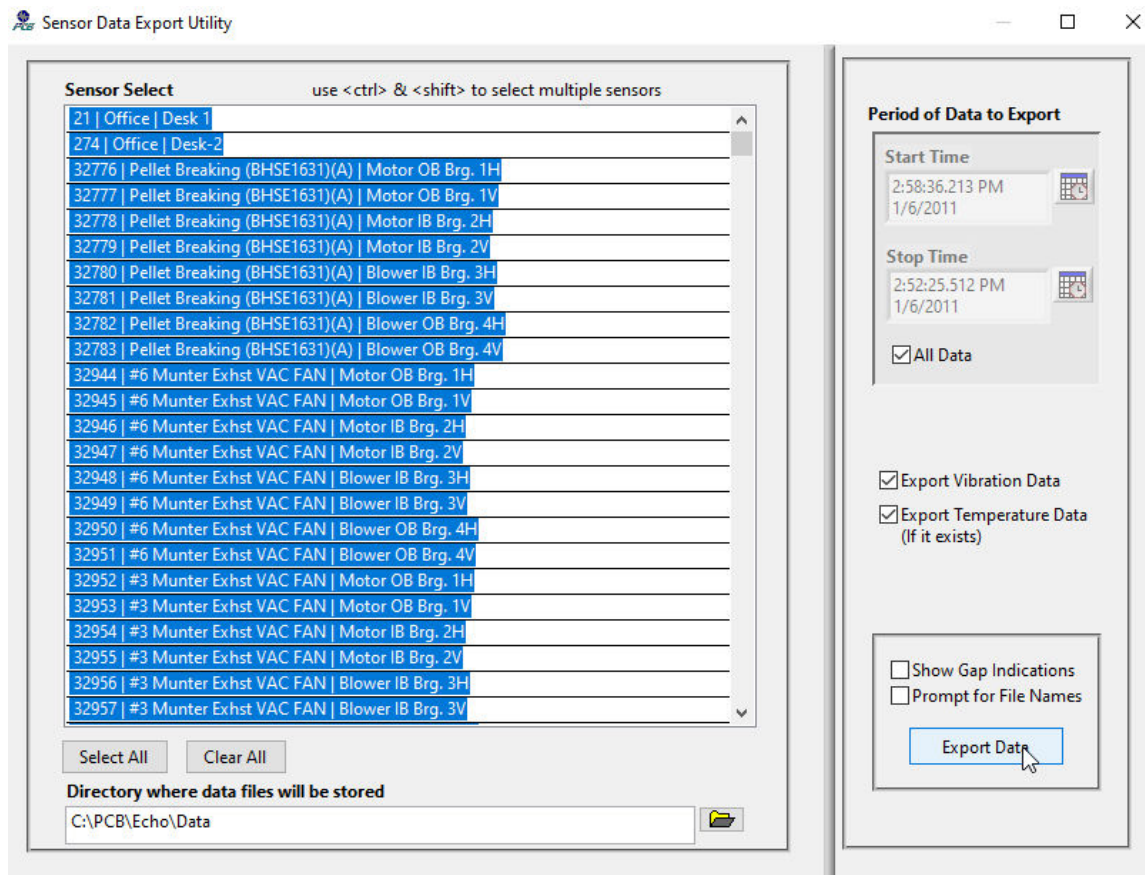 Sensor Data Export Utility
Sensor Select use <ctrl> & <shift> to select multiple sensors
21 | Office | Desk 1
274 | Office | Desk-2
32776 | Pellet Breaking (BHSE1631)(A) | Motor OB Brg. 1H
32777 | Pellet Breaking (BHSE1631)(A) | Motor OB Brg. 1V
32778 | Pellet Breaking (BHSE1631)(A) | Motor IB Brg. 2H
32779 | Pellet Breaking (BHSE1631)(A) | Motor IB Brg. 2V
32780 | Pellet Breaking (BHSE1631)(A) | Blower IB Brg. 3H
32781 | Pellet Breaking (BHSE1631)(A) | Blower IB Brg. 3V
32782 | Pellet Breaking (BHSE1631)(A) | Blower OB Brg. 4H
32783 | Pellet Breaking (BHSE1631)(A) | Blower OB Brg. 4V
32944 | #6 Munter Exhst VAC FAN | Motor OB Brg. 1H
32945 | #6 Munter Exhst VAC FAN | Motor OB Brg. 1V
32946 | #6 Munter Exhst VAC FAN | Motor IB Brg. 2H
32947 | #6 Munter Exhst VAC FAN | Motor IB Brg. 2V
32948 | #6 Munter Exhst VAC FAN | Blower IB Brg. 3H
32949 | #6 Munter Exhst VAC FAN | Blower IB Brg. 3V
32950 | #6 Munter Exhst VAC FAN | Blower OB Brg. 4H
32951 | #6 Munter Exhst VAC FAN | Blower OB Brg. 4V
32952 | #3 Munter Exhst VAC FAN | Motor OB Brg. 1H
32953 | #3 Munter Exhst VAC FAN | Motor OB Brg. 1V
32954 | #3 Munter Exhst VAC FAN | Motor IB Brg. 2H
32955 | #3 Munter Exhst VAC FAN | Motor IB Brg. 2V
32956 | #3 Munter Exhst VAC FAN | Blower IB Brg. 3H
32957 | #3 Munter Exhst VAC FAN | Blower IB Brg. 3V
Select All Clear All
Directory where data files will be stored
C:\PCB\Echo\Data
Period of Data to Export
Start Time
2:58:36.213 PM
1/6/2011
Stop Time
2:52:25.512 PM
1/6/2011
All Data
Export Vibration Data
Export Temperature Data
(If it exists)
Show Gap Indications
Prompt for File Names
Export Data